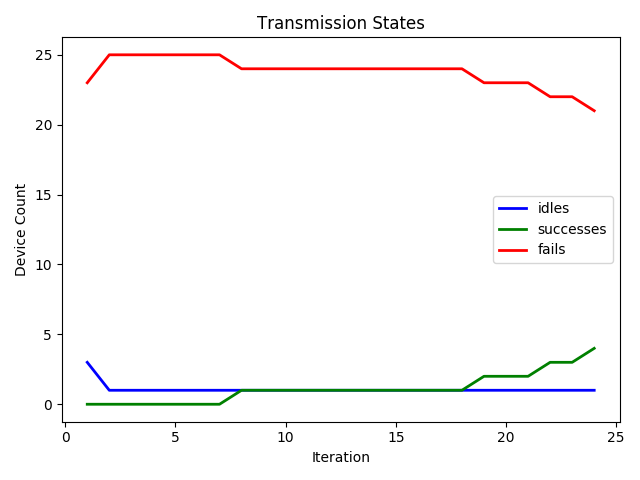 Transmission States
Device Count
25
20
15
10
5
0
idles
successes
fails
0 5 10 15 20 25
Iteration